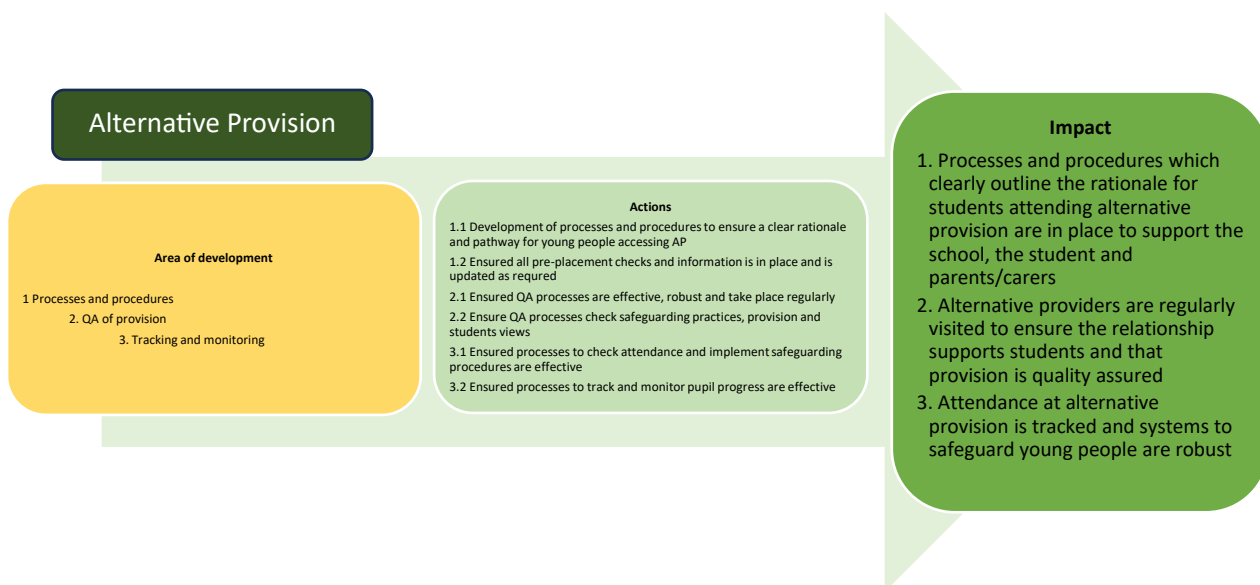 Alternative Provision
Area of development
1 Processes and procedures
2. QA of provision
3. Tracking and monitoring
Actions
1.1 Development of processes and procedures to ensure a clear rationale
and pathway for young people accessing AP
1.2 Ensured all pre-placement checks and information is in place and is
updated as requred
2.1 Ensured QA processes are effective, robust and take place regularly
2.2 Ensure QA processes check safeguarding practices, provision and
students views
3.1 Ensured processes to check attendance and implement safeguarding
procedures are effective
3.2 Ensured processes to track and monitor pupil progress are effective
Impact
1. Processes and procedures which
clearly outline the rationale for
students attending alternative
provision are in place to support the
school, the student and
parents/carers
2. Alternative providers are regularly
visited to ensure the relationship
supports students and that
provision is quality assured
3. Attendance at alternative
provision is tracked and systems to
safeguard young people are robust